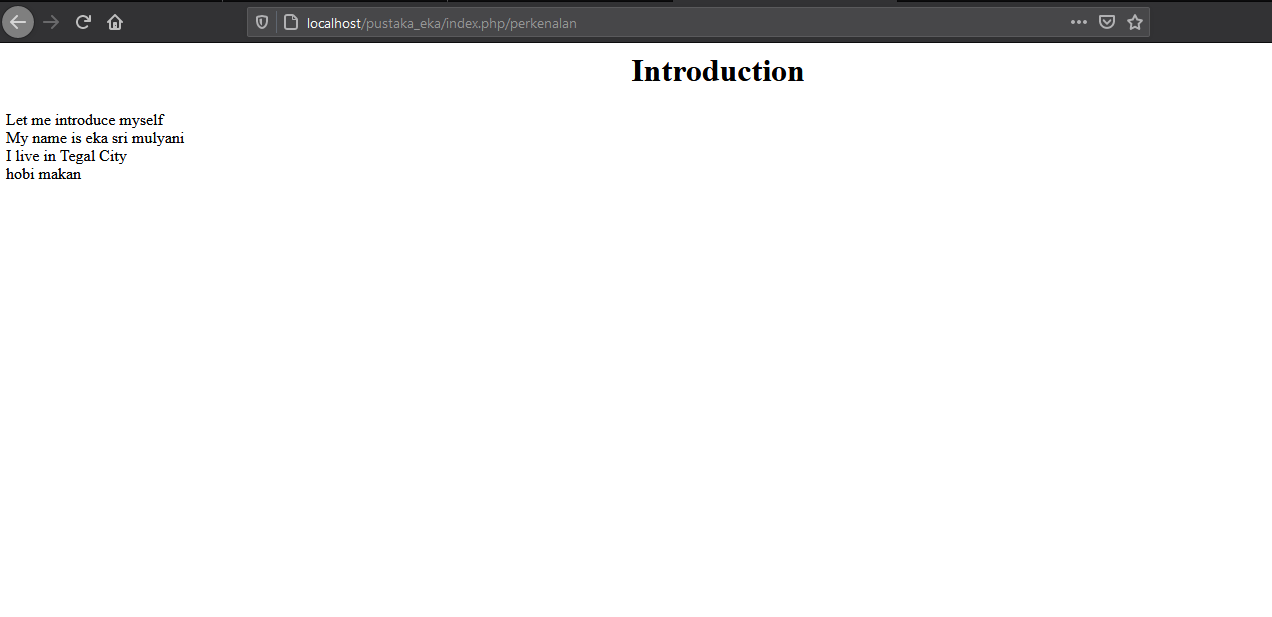 localhost/pustaka_eka/index.php/perkenalan
Introduction
Let me introduce myself
My name is eka sri mulyani
I live in Tegal City
hobi makan